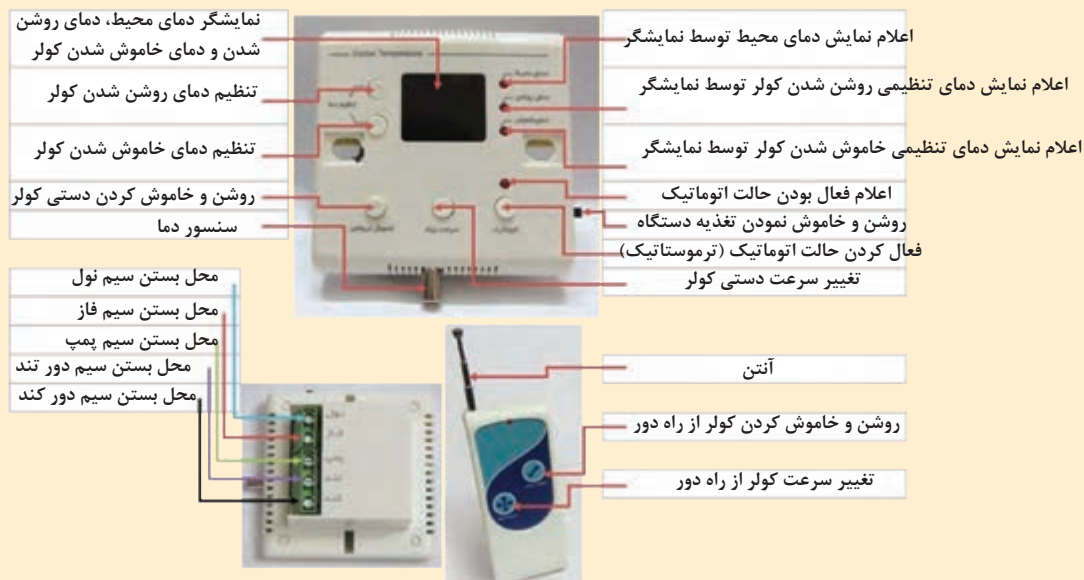 نمایشگر دمای محیط، دمای روشن
شدن و دمای خاموش شدن کولر
تنظیم دمای روشن شدن کولر
تنظیم دمای خاموش شدن کولر
روشن و خاموش کردن دستی کولر
سنسور دما
اعلام نمایش دمای محیط توسط نمایشگر
اعلام نمایش دمای تنظیمی روشن شدن کولر توسط نمایشگر
اعلام نمایش دمای تنظیمی خاموش شدن کولر توسط نمایشگر
اعلام فعال بودن حالت اتوماتیک
روشن و خاموش نمودن تغذیه دستگاه
فعال کردن حالت اتوماتیک (ترموستاتیک)
تغییر سرعت دستی کولر
محل بستن سیم نول
محل بستن سیم فاز
محل بستن سیم پمپ
محل بستن سیم دور تند
محل بستن سیم دور کند
نول
فاز
پمپ
تند
کند
آنتن
روشن و خاموش کردن کولر از راه دور
تغییر سرعت کولر از راه دور